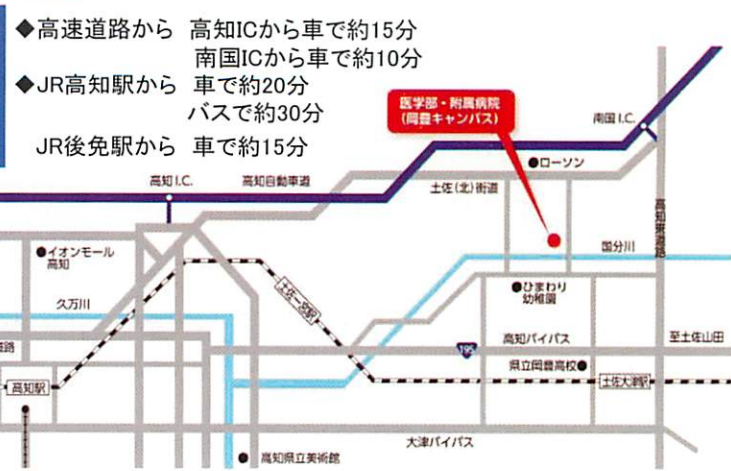 ◆高速道路から 高知ICから車で約15分
南国ICから車で約10分
◆JR高知駅から 車で約20分
バスで約30分
JR後免駅から 車で約15分
医学部・附属病院
(岡豊キャンパス)
南国I.C.
●ローソン
高知I.C.
高知自動車道
土佐(北)街道
高知東道路
●イオンモール
高知
国分川
土佐一宮駅
●ひまわり
幼稚園
久万川
道路
195
高知バイパス
至土佐山田
県立岡豊高校●
高知駅
土佐大津駅
大津バイパス
●高知県立美術館